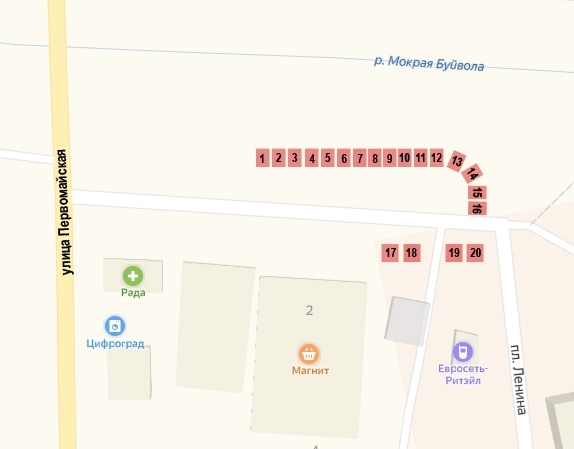 р. Мокрая Буйвола
улица Первомайская
1 2 3 4 5 6 7 8 9 10 11 12 13
14
15
16
17 18 19 20
Рада
2
Цифроград
Магнит
Евросеть-
Ритэйл
пл. Ленина